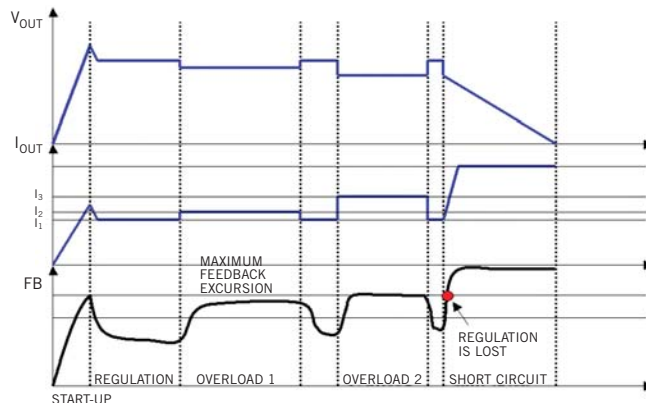 VOUT
IOUT
I3
I2
I1
FB
MAXIMUM
FEEDBACK
EXCURSION
REGULATION
IS LOST
REGULATION
OVERLOAD 1
OVERLOAD 2
SHORT CIRCUIT
START-UP